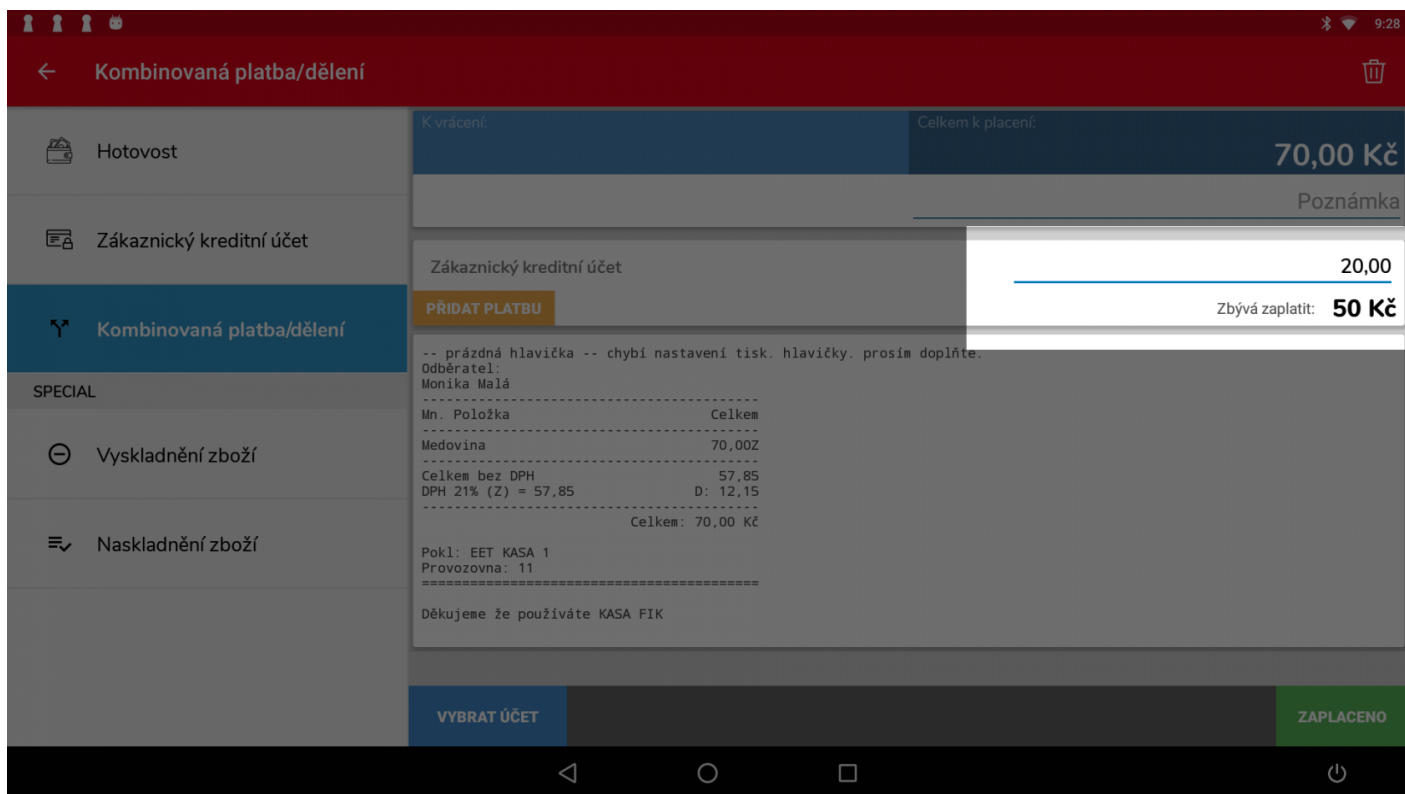 9:28
Kombinovaná platba/dělení
Hotovost
Zákaznický kreditní účet
Kombinovaná platba/dělení
SPECIAL
Vyskladnění zboží
Naskladnění zboží
K vrácení:
Celkem k placení:
70,00 Kč
Poznámka
Zákaznický kreditní účet 20,00
PŘIDAT PLATBU Zbývá zaplatit: 50 Kč
-- prázdná hlavička -- chybí nastavení tisk. hlavičky. prosím doplňte.
Odběratel:
Monika Malá
-----------------------------------------
Mn. Položka Celkem
-----------------------------------------
Medovina 70,00Z
-----------------------------------------
Celkem bez DPH 57,85
DPH 21% (Z) = 57,85 D: 12,15
-----------------------------------------
Celkem: 70,00 Kč
Pokl: EET KASA 1
Provozovna: 11
=========================================
Děkujeme že používáte KASA FIK
VYBRAT ÚČET
ZAPLACENO